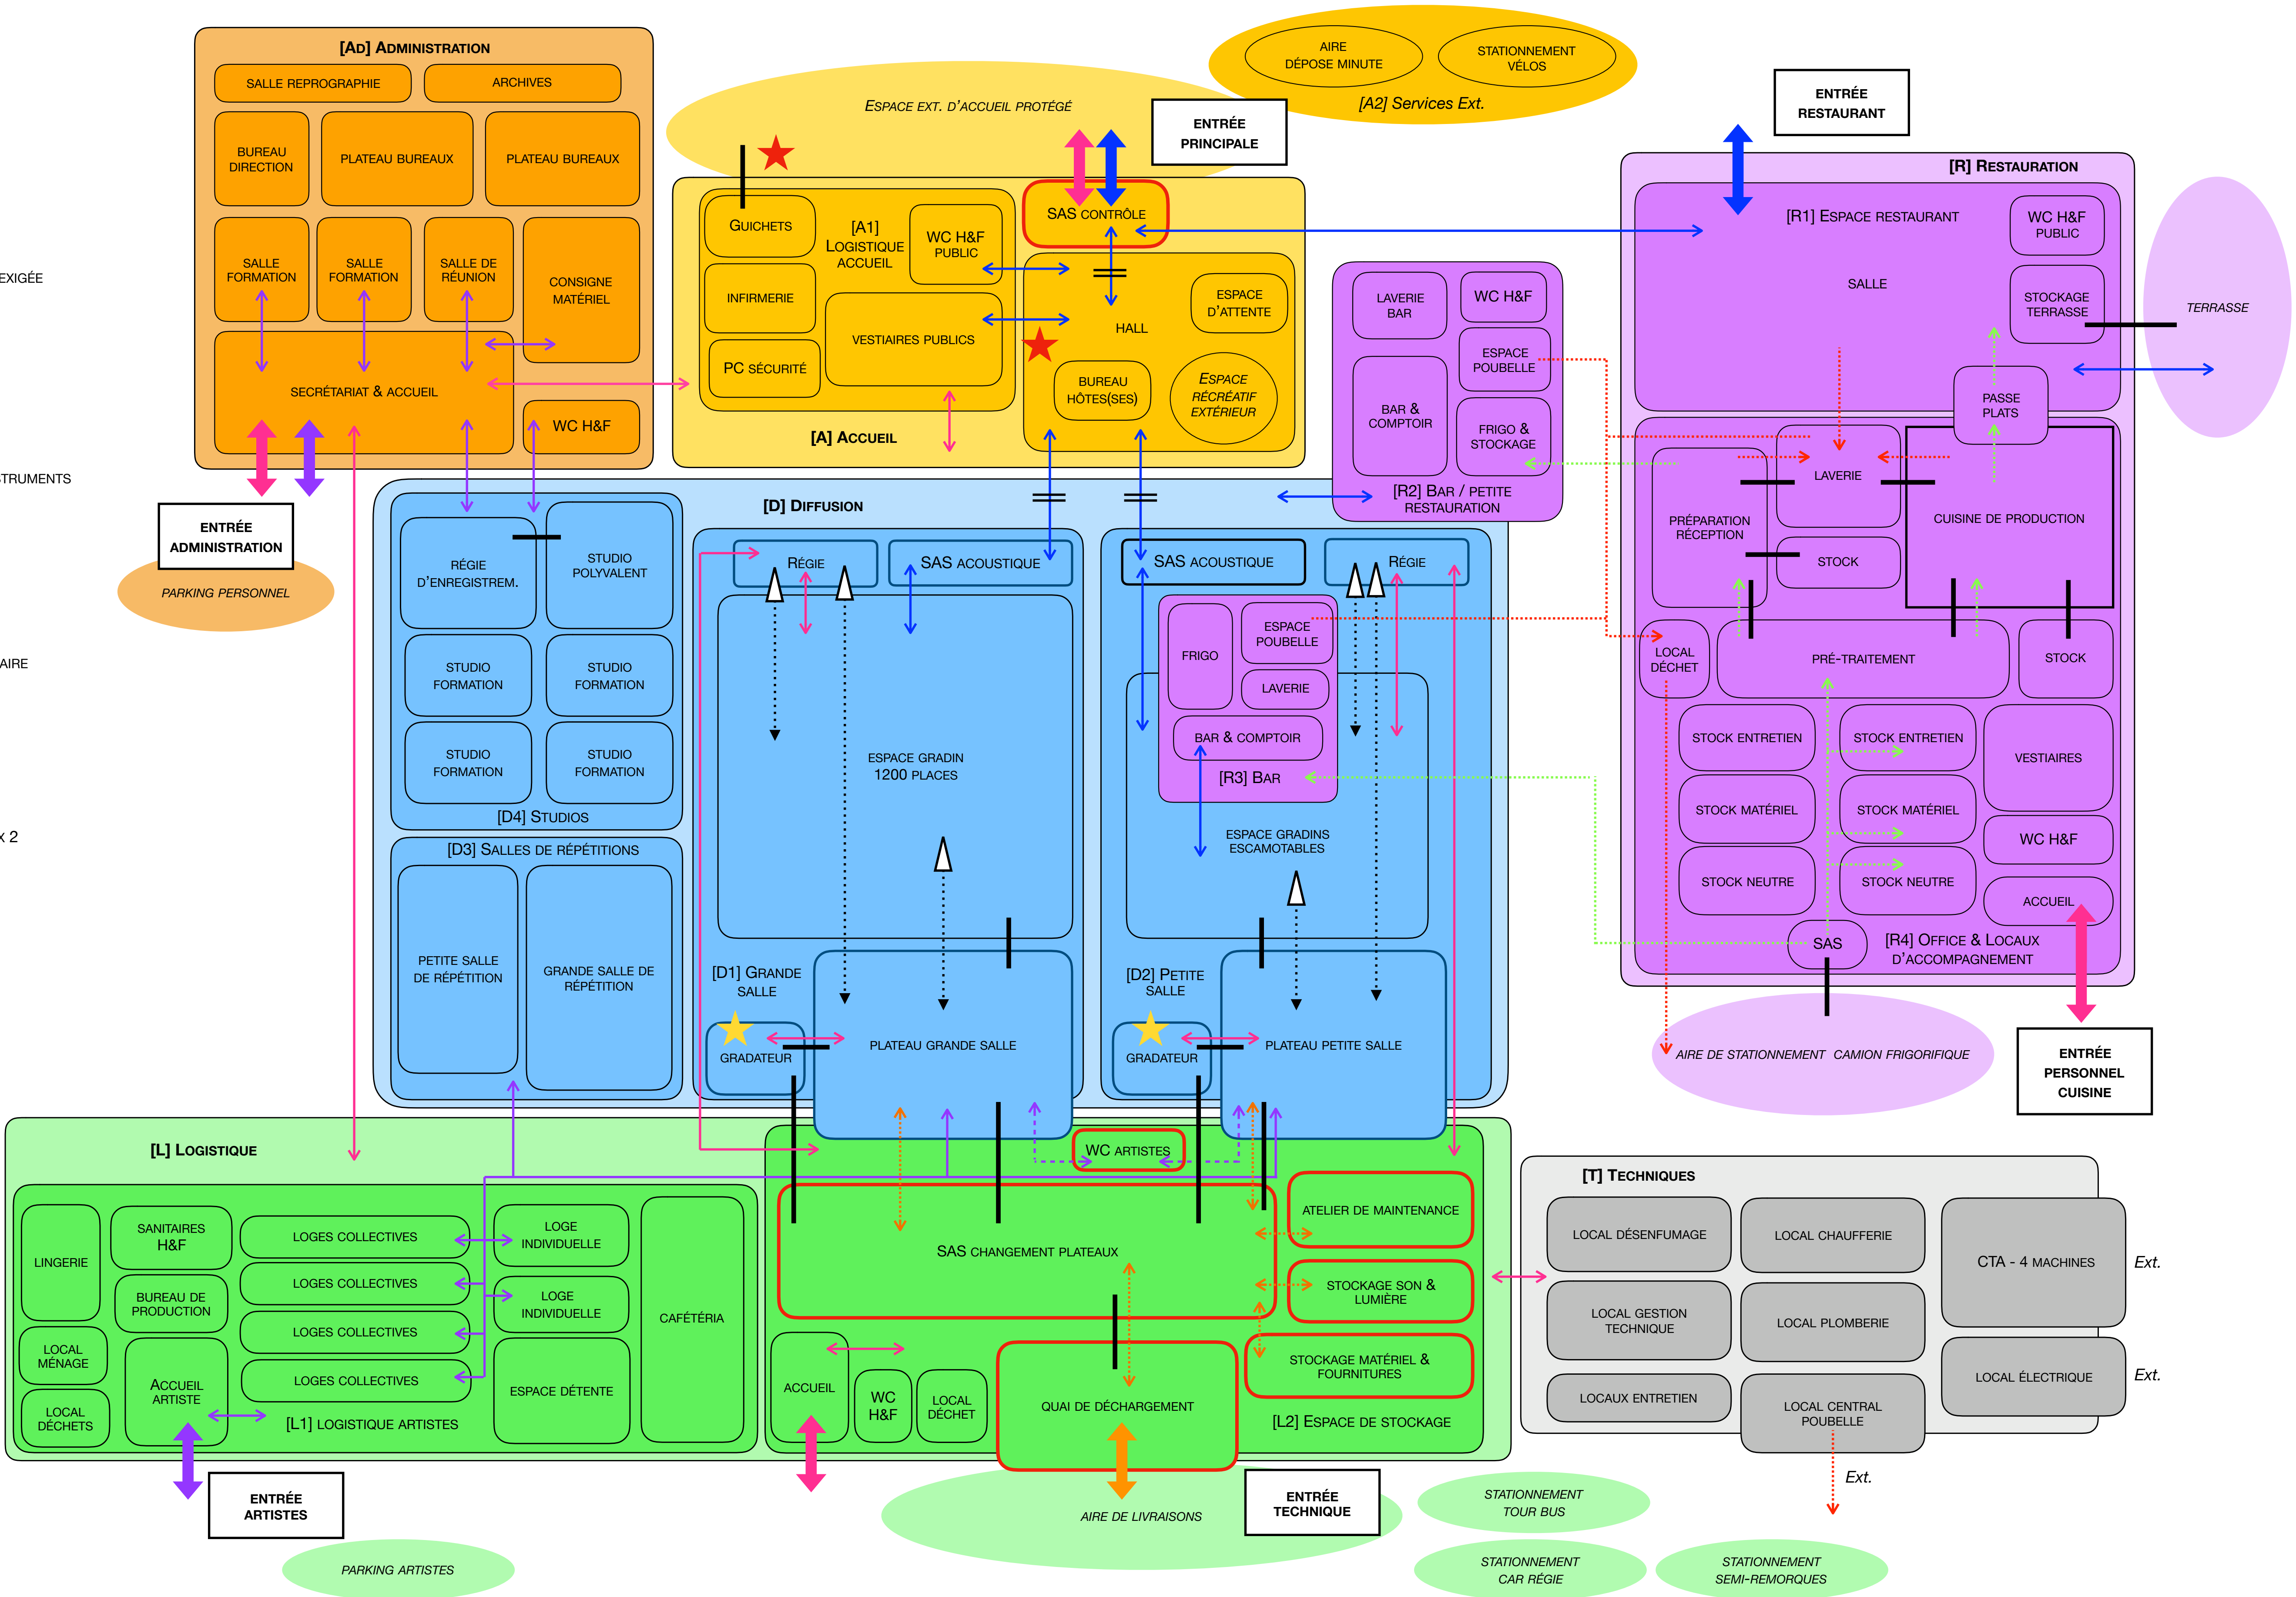 [AD] ADMINISTRATION
SALLE REPROGRAPHIE
ARCHIVES
BUREAU
DIRECTION
PLATEAU BUREAUX
PLATEAU BUREAUX
SALLE
FORMATION
SALLE
FORMATION
SALLE DE
RÉUNION
CONSIGNE
MATÉRIEL
SECRÉTARIAT & ACCUEIL
WC H&F
ENTRÉE
ADMINISTRATION
PARKING PERSONNEL
EXIGÉE
STRUMENTS
AIRE
X 2
ESPACE EXT. D'ACCUEIL PROTÉGÉ
ENTRÉE
PRINCIPALE
AIRE
DÉPOSE MINUTE
STATIONNEMENT
VÉLOS
[A2] Services Ext.
GUICHETS
[A1]
LOGISTIQUE
ACCUEIL
WC H&F
PUBLIC
INFIRMERIE
VESTIAIRES PUBLICS
PC SÉCURITÉ
[A] ACCUEIL
SAS CONTRÔLE
ESPACE
D'ATTENTE
HALL
BUREAU
HÔTES(SES)
ESPACE
RÉCRÉATIF
EXTÉRIEUR
LAVERIE
BAR
WC H&F
ESPACE
POUBELLE
BAR &
COMPTOIR
FRIGO &
STOCKAGE
[R2] BAR / PETITE
RESTAURATION
ENTRÉE
RESTAURANT
[R] RESTAURATION
[R1] ESPACE RESTAURANT
WC H&F
PUBLIC
SALLE
STOCKAGE
TERRASSE
TERRASSE
PASSE
PLATS
LAVERIE
PRÉPARATION
RÉCEPTION
CUISINE DE PRODUCTION
STOCK
LOCAL
DÉCHET
PRÉ-TRAITEMENT
STOCK
STOCK ENTRETIEN
STOCK ENTRETIEN
VESTIAIRES
STOCK MATÉRIEL
STOCK MATÉRIEL
WC H&F
STOCK NEUTRE
STOCK NEUTRE
ACCUEIL
SAS
[R4] OFFICE & LOCAUX
D'ACCOMPAGNEMENT
AIRE DE STATIONNEMENT CAMION FRIGORIFIQUE
ENTRÉE
PERSONNEL
CUISINE
[D] DIFFUSION
RÉGIE
D'ENREGISTREM.
STUDIO
POLYVALENT
STUDIO
FORMATION
STUDIO
FORMATION
STUDIO
FORMATION
STUDIO
FORMATION
[D4] STUDIOS
[D3] SALLES DE RÉPÉTITIONS
PETITE SALLE
DE RÉPÉTITION
GRANDE SALLE DE
RÉPÉTITION
RÉGIE
SAS ACOUSTIQUE
ESPACE GRADIN
1200 PLACES
[D1] GRANDE
SALLE
GRADATEUR
PLATEAU GRANDE SALLE
SAS ACOUSTIQUE
RÉGIE
FRIGO
ESPACE
POUBELLE
LAVERIE
BAR & COMPTOIR
[R3] BAR
ESPACE GRADINS
ESCAMOTABLES
[D2] PETITE
SALLE
GRADATEUR
PLATEAU PETITE SALLE
[L] LOGISTIQUE
LINGERIE
SANITAIRES
H&F
BUREAU DE
PRODUCTION
LOCAL
MÉNAGE
LOCAL
DÉCHETS
ACCUEIL
ARTISTE
LOGES COLLECTIVES
LOGES COLLECTIVES
LOGES COLLECTIVES
LOGES COLLECTIVES
[L1] LOGISTIQUE ARTISTES
LOGE
INDIVIDUELLE
LOGE
INDIVIDUELLE
ESPACE DÉTENTE
CAFÉTÉRIA
WC ARTISTES
SAS CHANGEMENT PLATEAUX
ATELIER DE MAINTENANCE
STOCKAGE SON &
LUMIÈRE
STOCKAGE MATÉRIEL &
FOURNITURES
ACCUEIL
WC
H&F
LOCAL
DÉCHET
QUAI DE DÉCHARGEMENT
[L2] ESPACE DE STOCKAGE
ENTRÉE
ARTISTES
PARKING ARTISTES
AIRE DE LIVRAISONS
ENTRÉE
TECHNIQUE
STATIONNEMENT
TOUR BUS
STATIONNEMENT
CAR RÉGIE
STATIONNEMENT
SEMI-REMORQUES
[T] TECHNIQUES
LOCAL DÉSENFUMAGE
LOCAL CHAUFFERIE
CTA - 4 MACHINES
Ext.
LOCAL GESTION
TECHNIQUE
LOCAL PLOMBERIE
LOCAL ÉLECTRIQUE
Ext.
LOCAUX ENTRETIEN
LOCAL CENTRAL
POUBELLE
Ext.